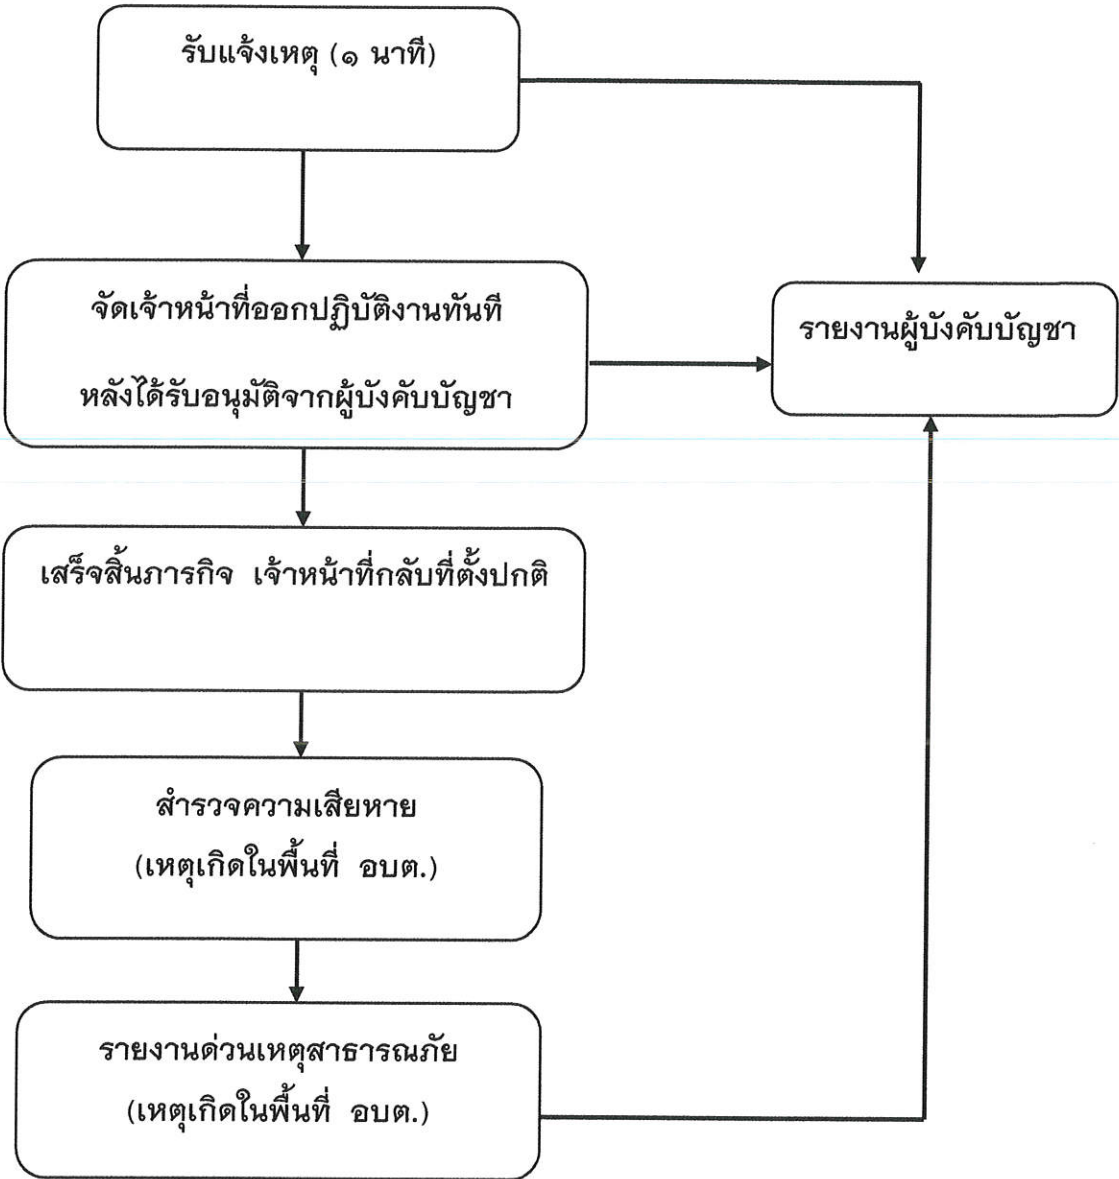 รับแจ้งเหตุ (๑ นาที)
จัดเจ้าหน้าที่ออกปฏิบัติงานทันที
หลังได้รับอนุมัติจากผู้บังคับบัญชา
รายงานผู้บังคับบัญชา
เสร็จสิ้นภารกิจ เจ้าหน้าที่กลับที่ตั้งปกติ
สำรวจความเสียหาย
(เหตุเกิดในพื้นที่ อบต.)
รายงานด่วนเหตุสาธารณภัย
(เหตุเกิดในพื้นที่ อบต.)